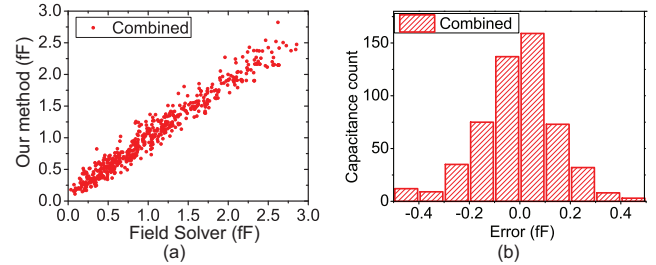 3.0
2.5
2.0
1.5
1.0
0.5
0.0
Our method (fF)
Combined
0.0 0.5 1.0 1.5 2.0 2.5 3.0
Field Solver (fF)
(a)
150
100
50
0
Capacitance count
Combined
-0.4 -0.2 0.0 0.2 0.4
Error (fF)
(b)